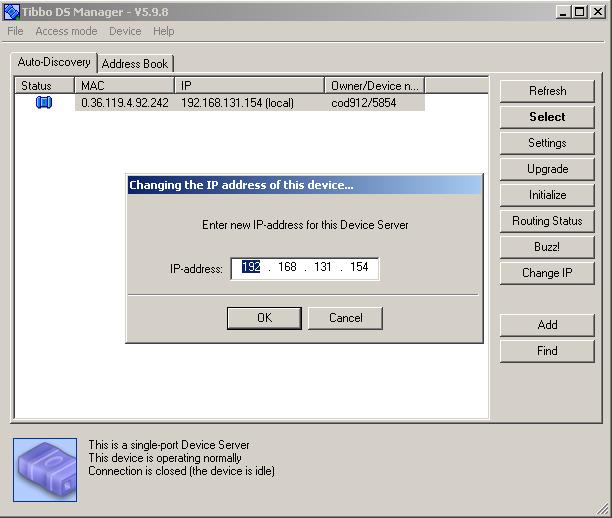 Tibbo DS Manager - V5.9.8
File Access mode Device Help
Auto-Discovery Address Book
Status MAC IP Owner/Device n...
0.36.119.4.92.242 192.168.131.154 (local) cod912/5854
Refresh
Select
Settings
Upgrade
Initialize
Routing Status
Buzz!
Change IP
Add
Find
Changing the IP address of this device...
Enter new IP-address for this Device Server
IP-address: 192 . 168 . 131 . 154
OK Cancel
This is a single-port Device Server
This device is operating normally
Connection is closed (the device is idle)